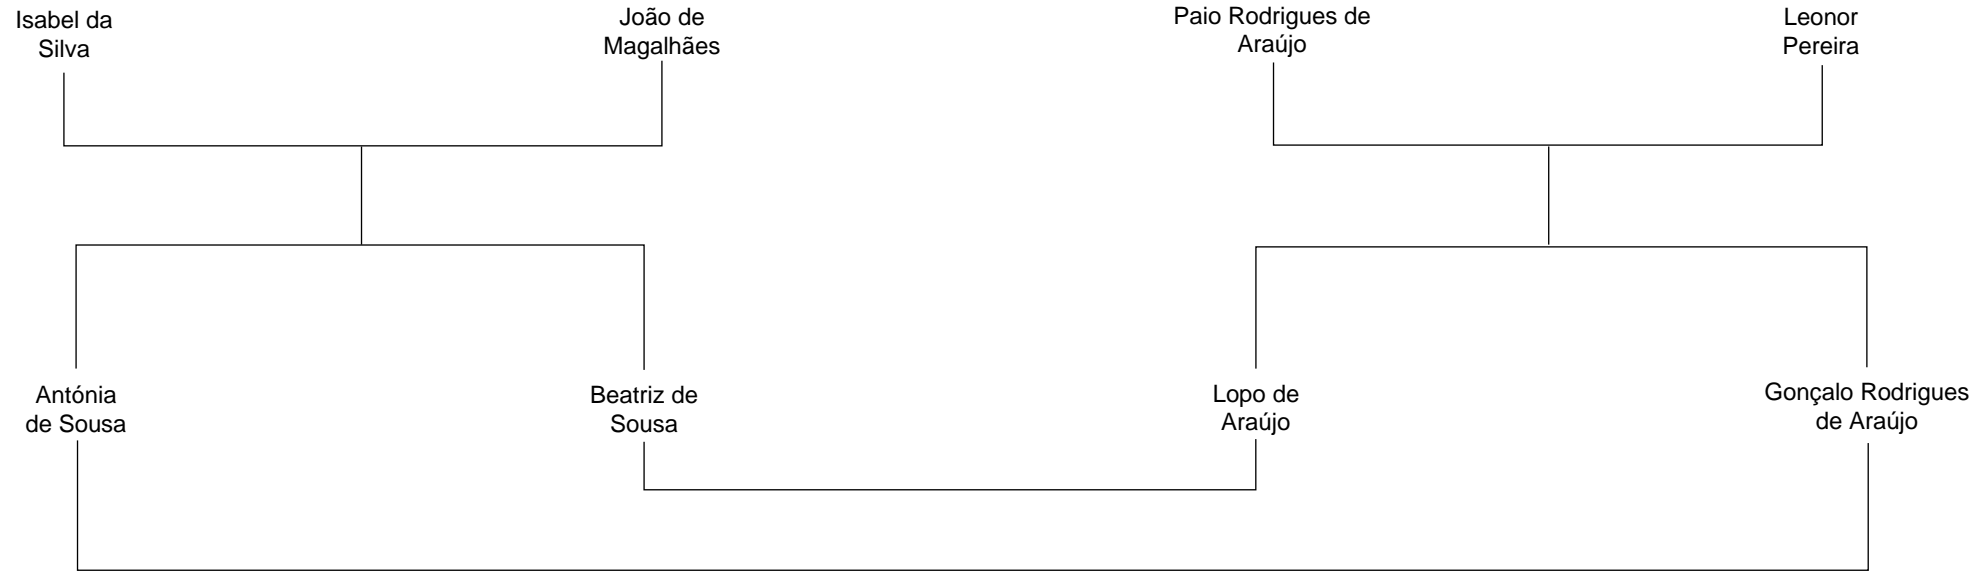 Isabel da
Silva
João de
Magalhães
Paio Rodrigues de
Araújo
Leonor
Pereira
Antónia
de Sousa
Beatriz de
Sousa
Lopo de
Araújo
Gonçalo Rodrigues
de Araújo